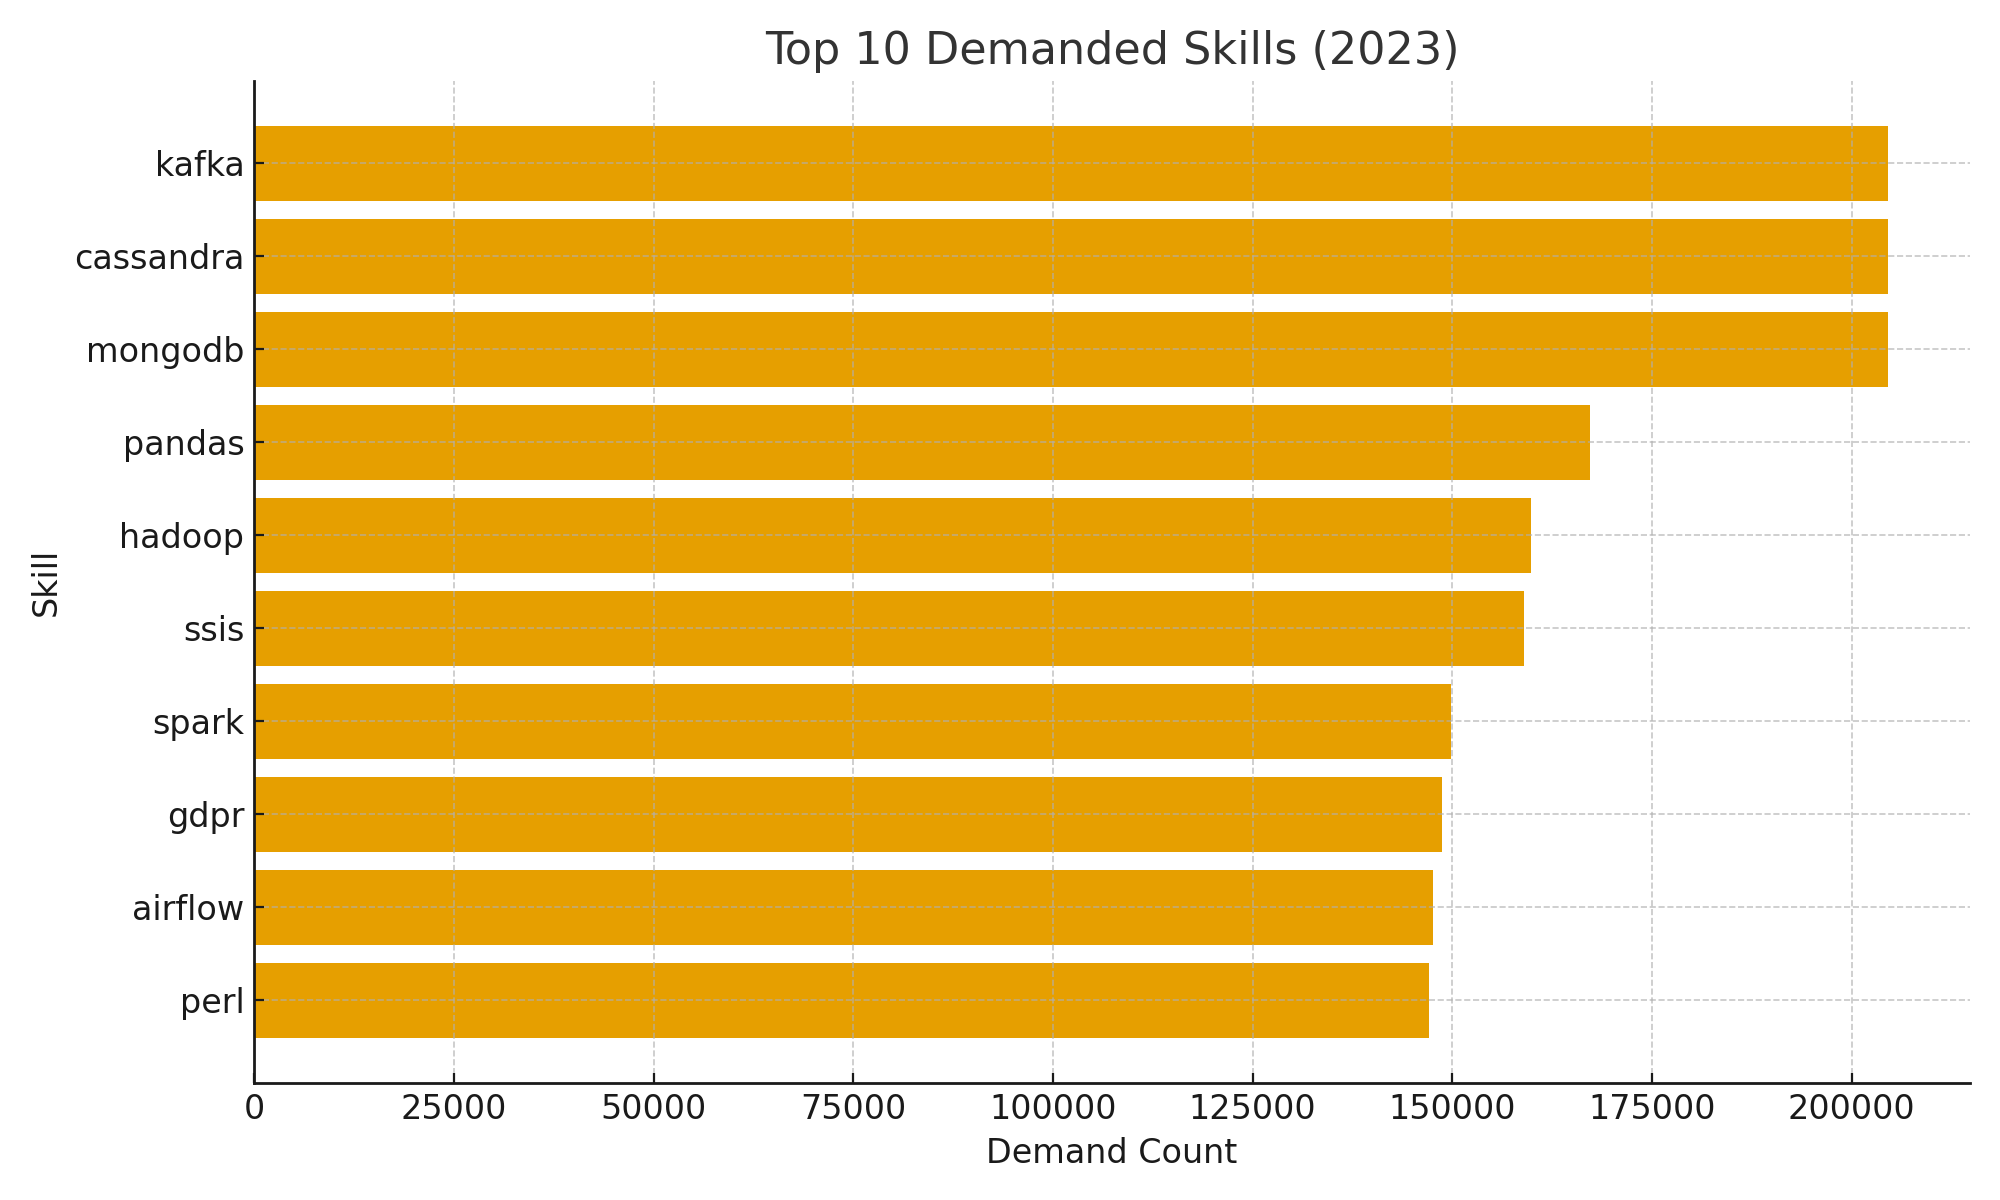 Top 10 Demanded Skills (2023)
kafka
cassandra
mongodb
pandas
hadoop
ssis
spark
gdpr
airflow
perl
Skill
0 25000 50000 75000 100000 125000 150000 175000 200000
Demand Count